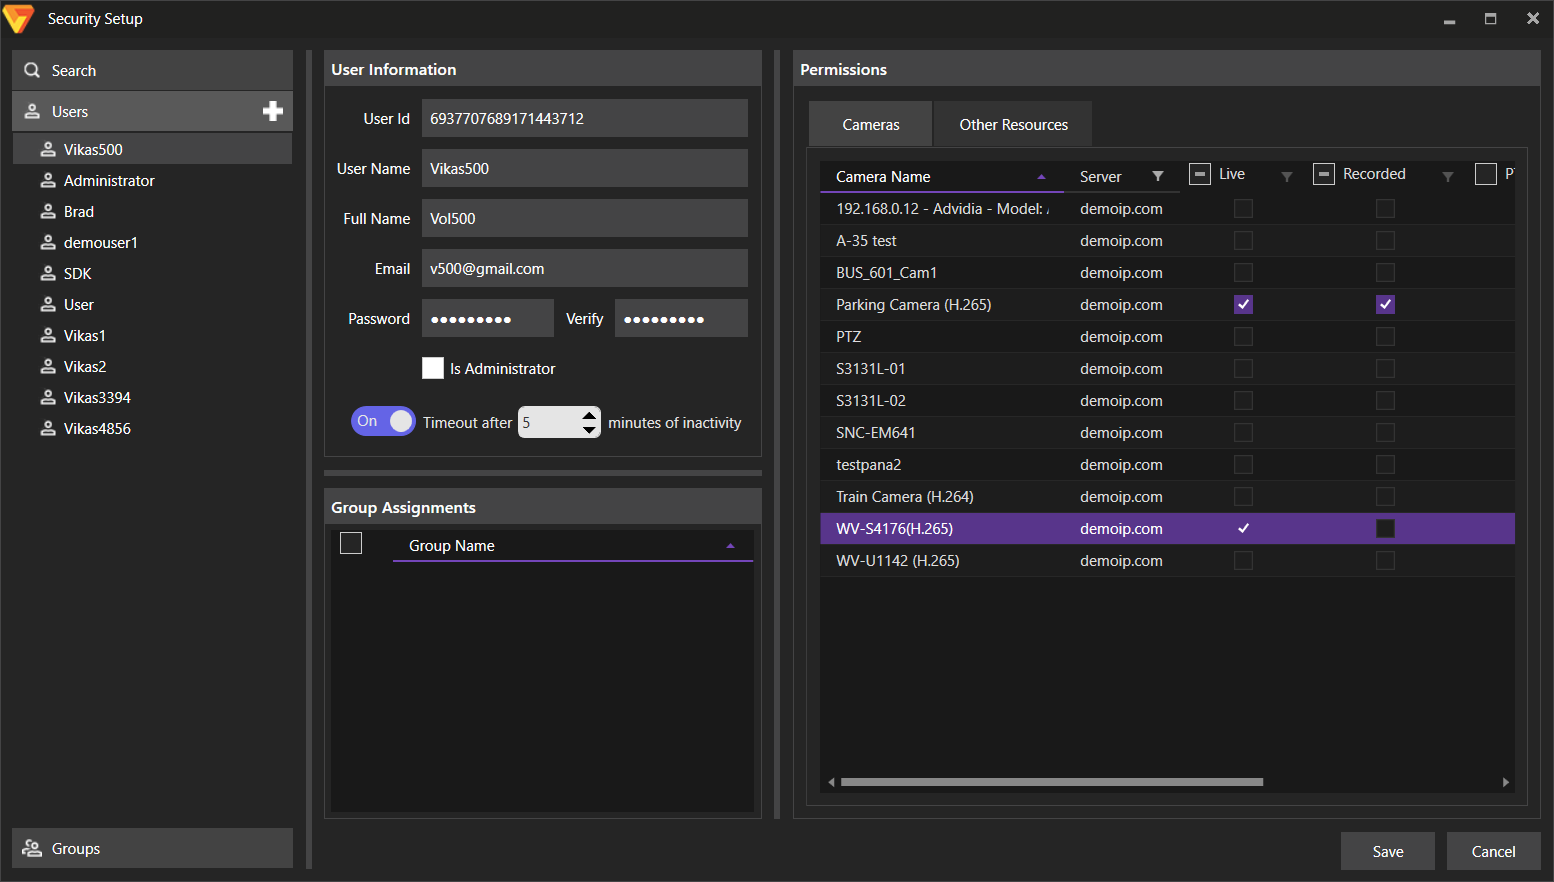 Security Setup
Search
Users
Vikas500
Administrator
Brad
demouser1
SDK
User
Vikas1
Vikas2
Vikas3394
Vikas4856
Groups
User Information
User Id 6937707689171443712
User Name Vikas500
Full Name Vol500
Email v500@gmail.com
Password ●●●●●●●●● Verify ●●●●●●●●●
Is Administrator
On Timeout after 5 minutes of inactivity
Group Assignments
Group Name
Permissions
Cameras Other Resources
Camera Name Server Live Recorded
192.168.0.12 - Advidia - Model: demoip.com
A-35 test demoip.com
BUS_601_Cam1 demoip.com
Parking Camera (H.265) demoip.com
PTZ demoip.com
S3131L-01 demoip.com
S3131L-02 demoip.com
SNC-EM641 demoip.com
testpana2 demoip.com
Train Camera (H.264) demoip.com
WV-S4176(H.265) demoip.com
WV-U1142 (H.265) demoip.com
Save Cancel